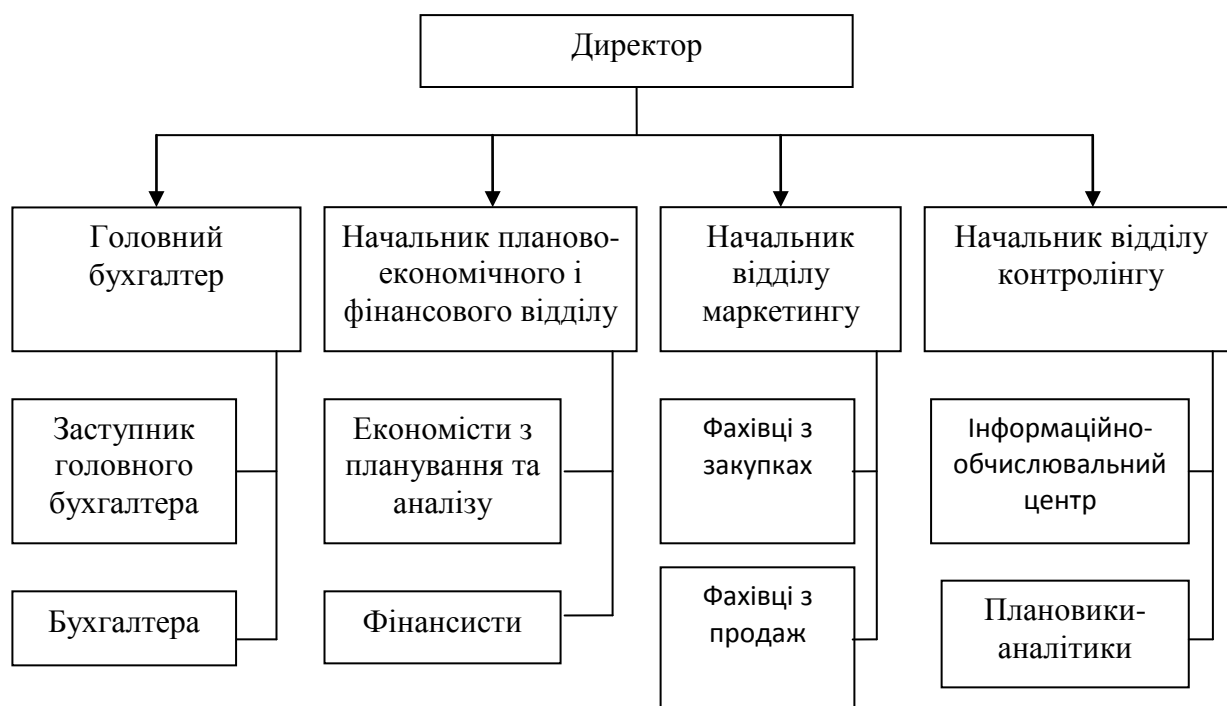 Директор
Головний
бухгалтер
Начальник планово-
економічного і
фінансового відділу
Начальник
відділу
маркетингу
Начальник відділу
контролінгу
Заступник
головного
бухгалтера
Економісти з
планування та
аналізу
Фахівці з
закупках
Інформаційно-
обчислювальний
центр
Бухгалтера
Фінансисти
Фахівці з
продаж
Плановики-
аналітики